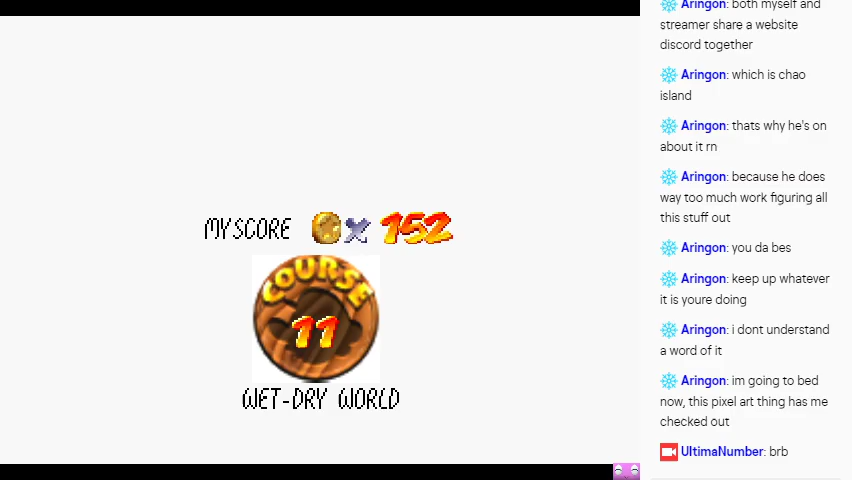 MY SCORE × 152
COURSE
11
WET-DRY WORLD
Aringon: both myself and
streamer share a website
discord together
Aringon: which is chao
island
Aringon: thats why he's on
about it rn
Aringon: because he does
way too much work figuring all
this stuff out
Aringon: you da bes
Aringon: keep up whatever
it is youre doing
Aringon: i dont understand
a word of it
Aringon: im going to bed
now, this pixel art thing has me
checked out
UltimaNumber: brb